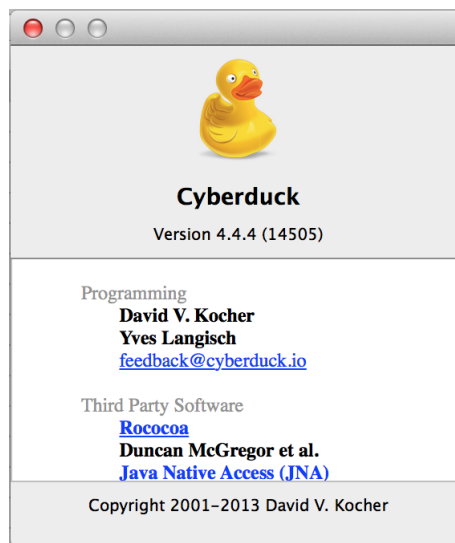 Cyberduck
Version 4.4.4 (14505)
Programming
David V. Kocher
Yves Langisch
feedback@cyberduck.io
Third Party Software
Rococoa
Duncan McGregor et al.
Java Native Access (JNA)
Copyright 2001–2013 David V. Kocher